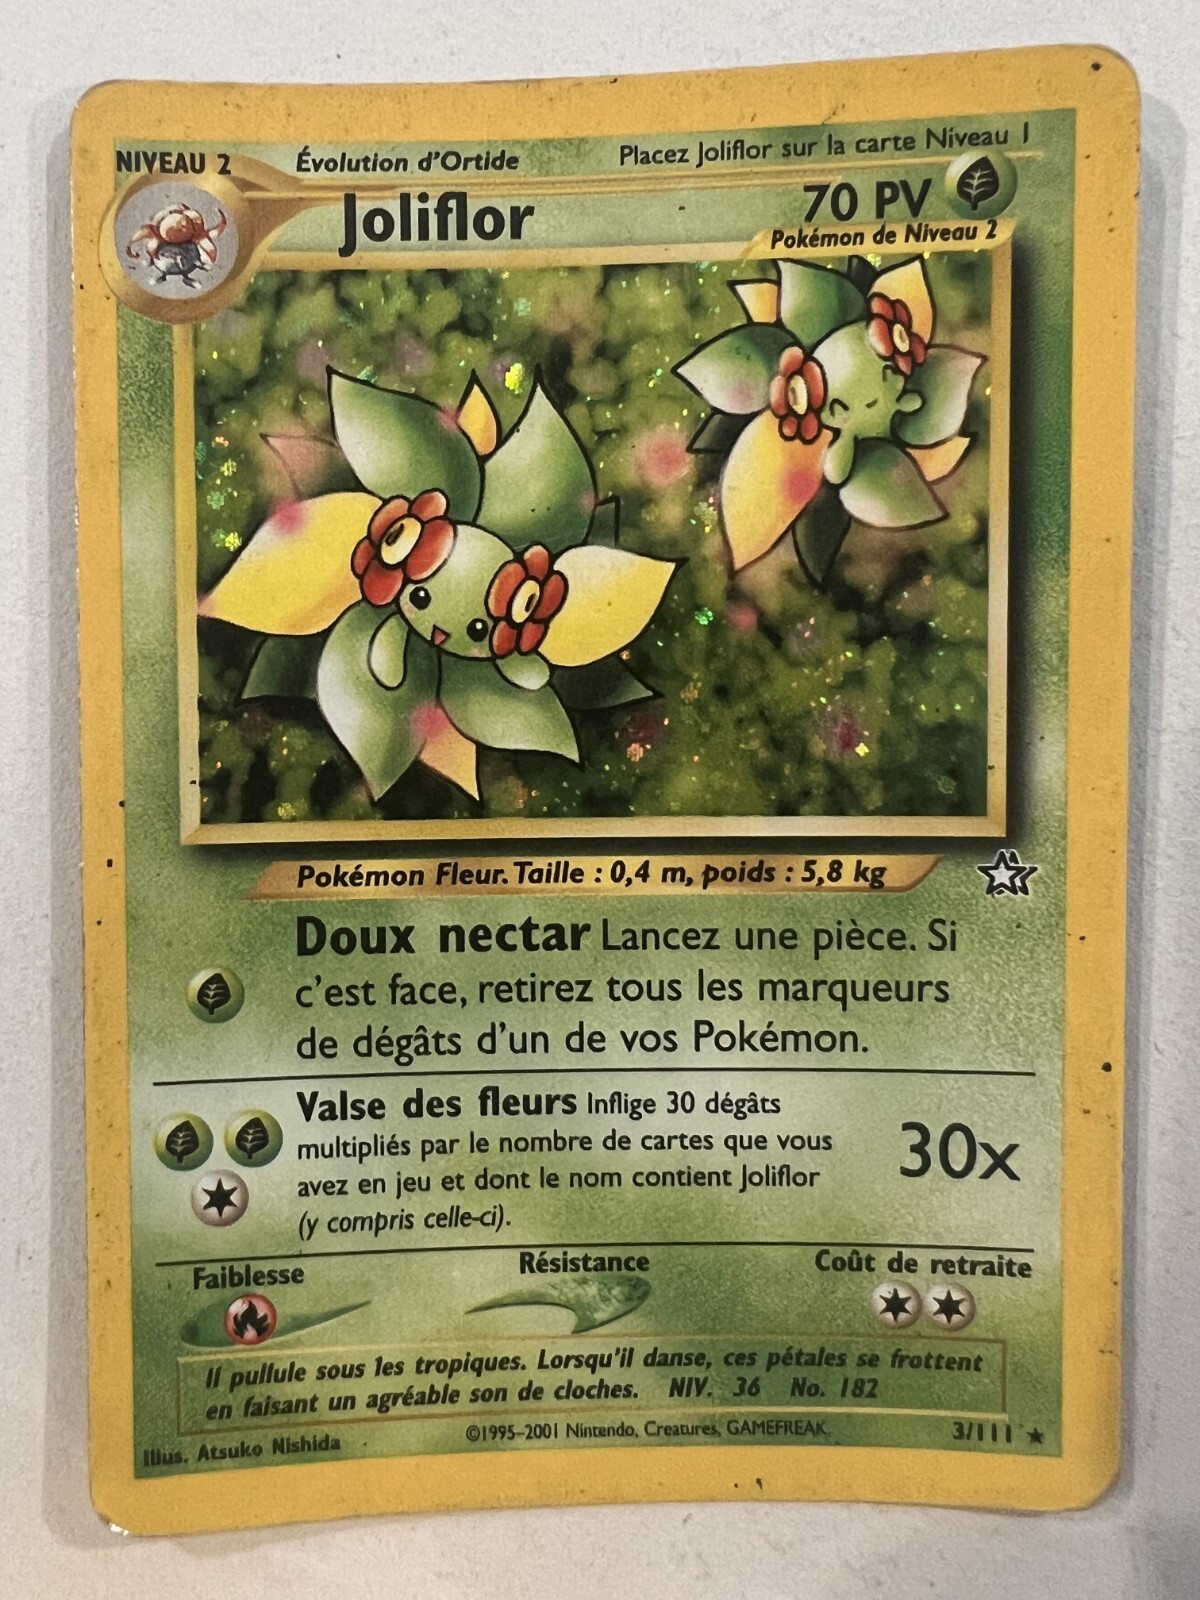 NIVEAU 2 Évolution d'Ortide Placez Joliflor sur la carte Niveau 1
Joliflor 70 PV
Pokémon de Niveau 2
Pokémon Fleur. Taille : 0,4 m, poids : 5,8 kg
Doux nectar Lancez une pièce. Si
c'est face, retirez tous les marqueurs
de dégâts d'un de vos Pokémon.
Valse des fleurs Inflige 30 dégâts
multipliés par le nombre de cartes que vous
avez en jeu et dont le nom contient Joliflor
(y compris celle-ci).
30x
Faiblesse Résistance Coût de retraite
Il pullule sous les tropiques. Lorsqu'il danse, ces pétales se frottent
en faisant un agréable son de cloches. NIV. 36 No. 182
Illus. Atsuko Nishida ©1995-2001 Nintendo, Creatures, GAMEFREAK. 3/111